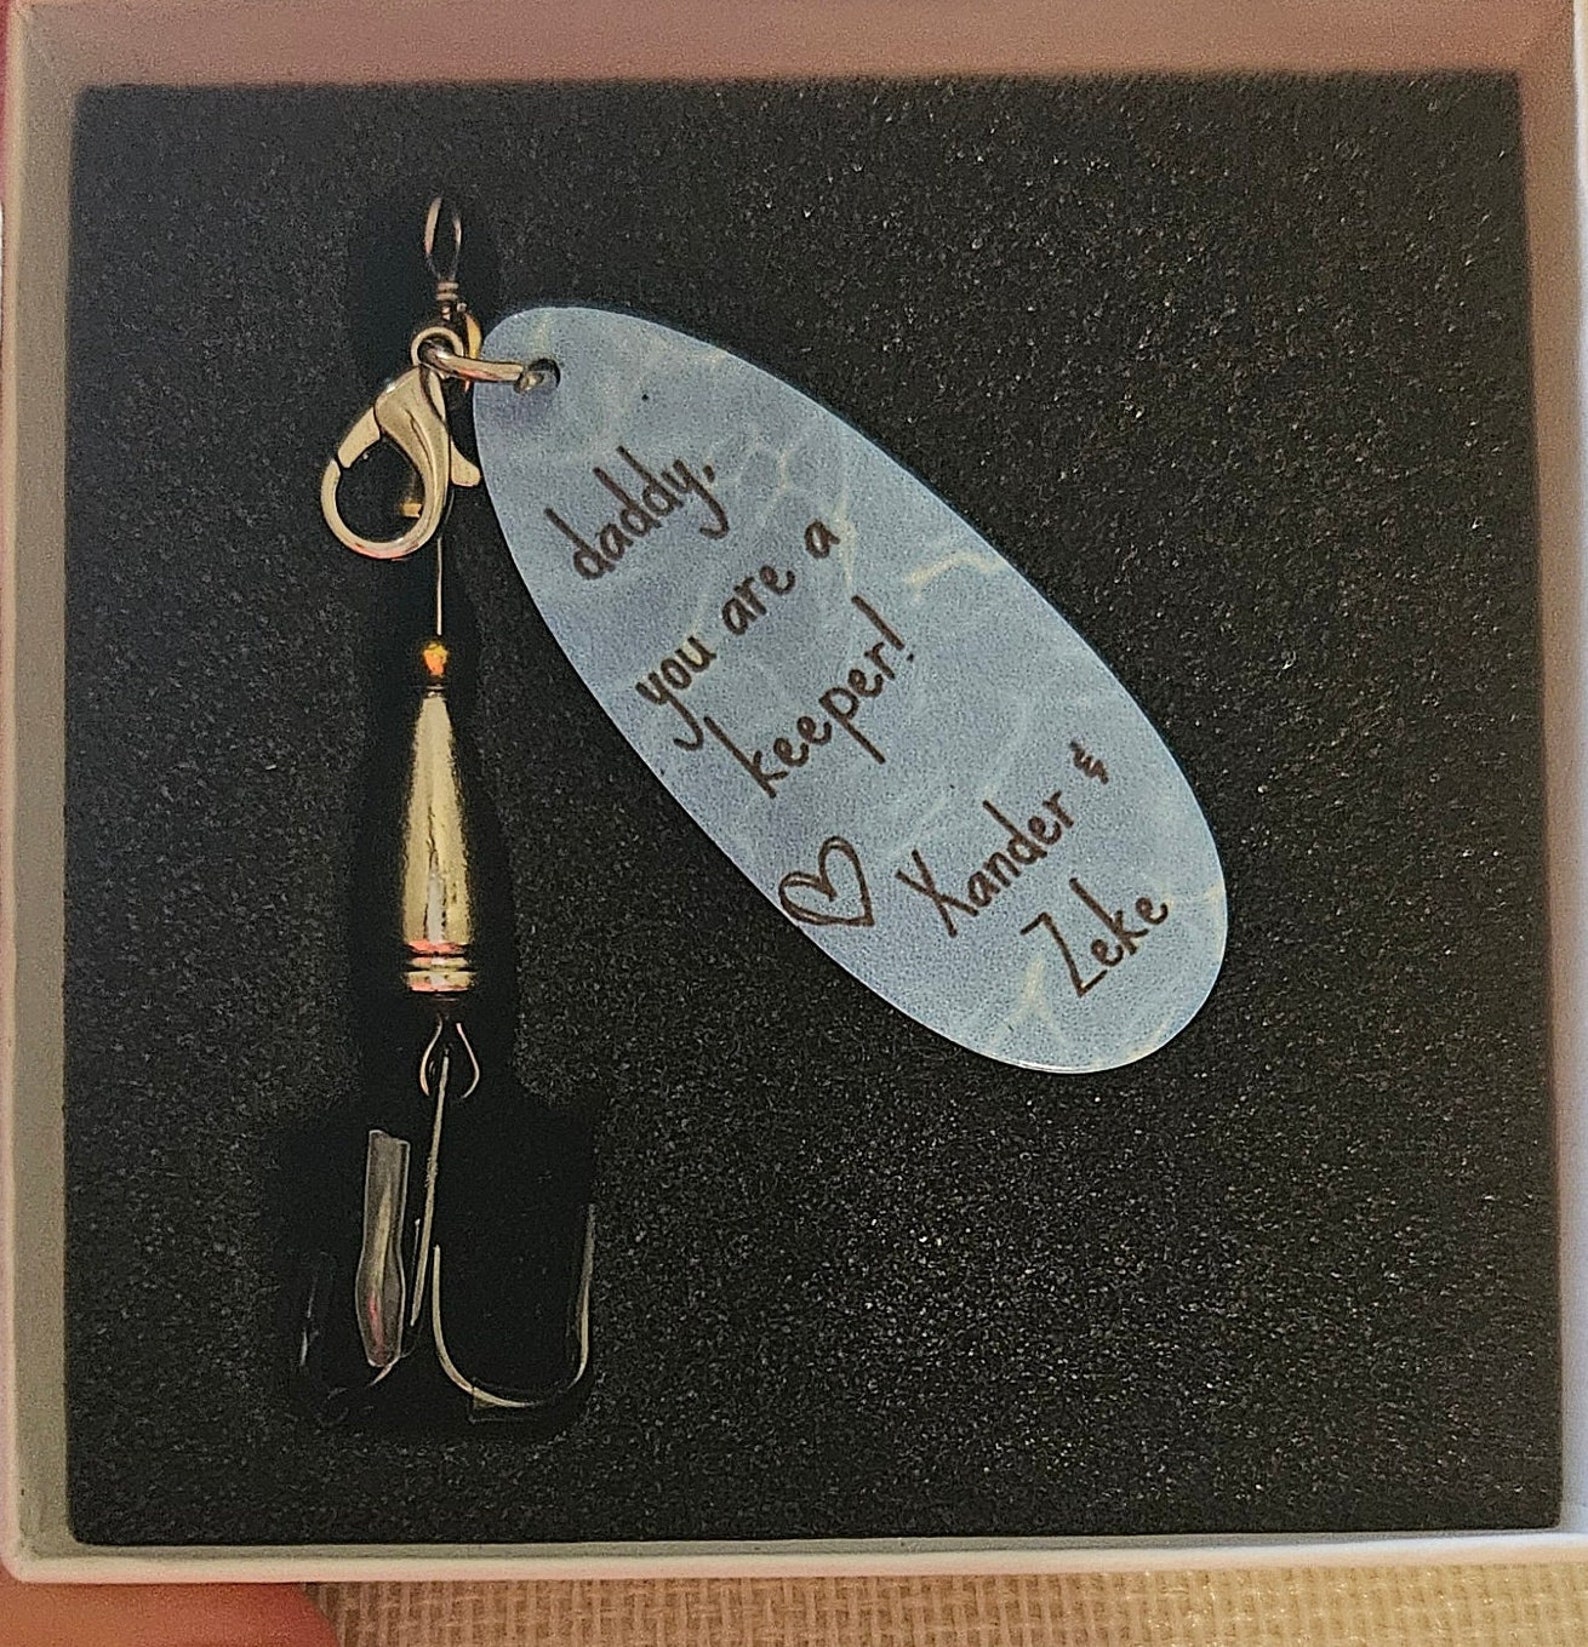 daddy,
you are a
keeper!
♡ Xander &
Zeke